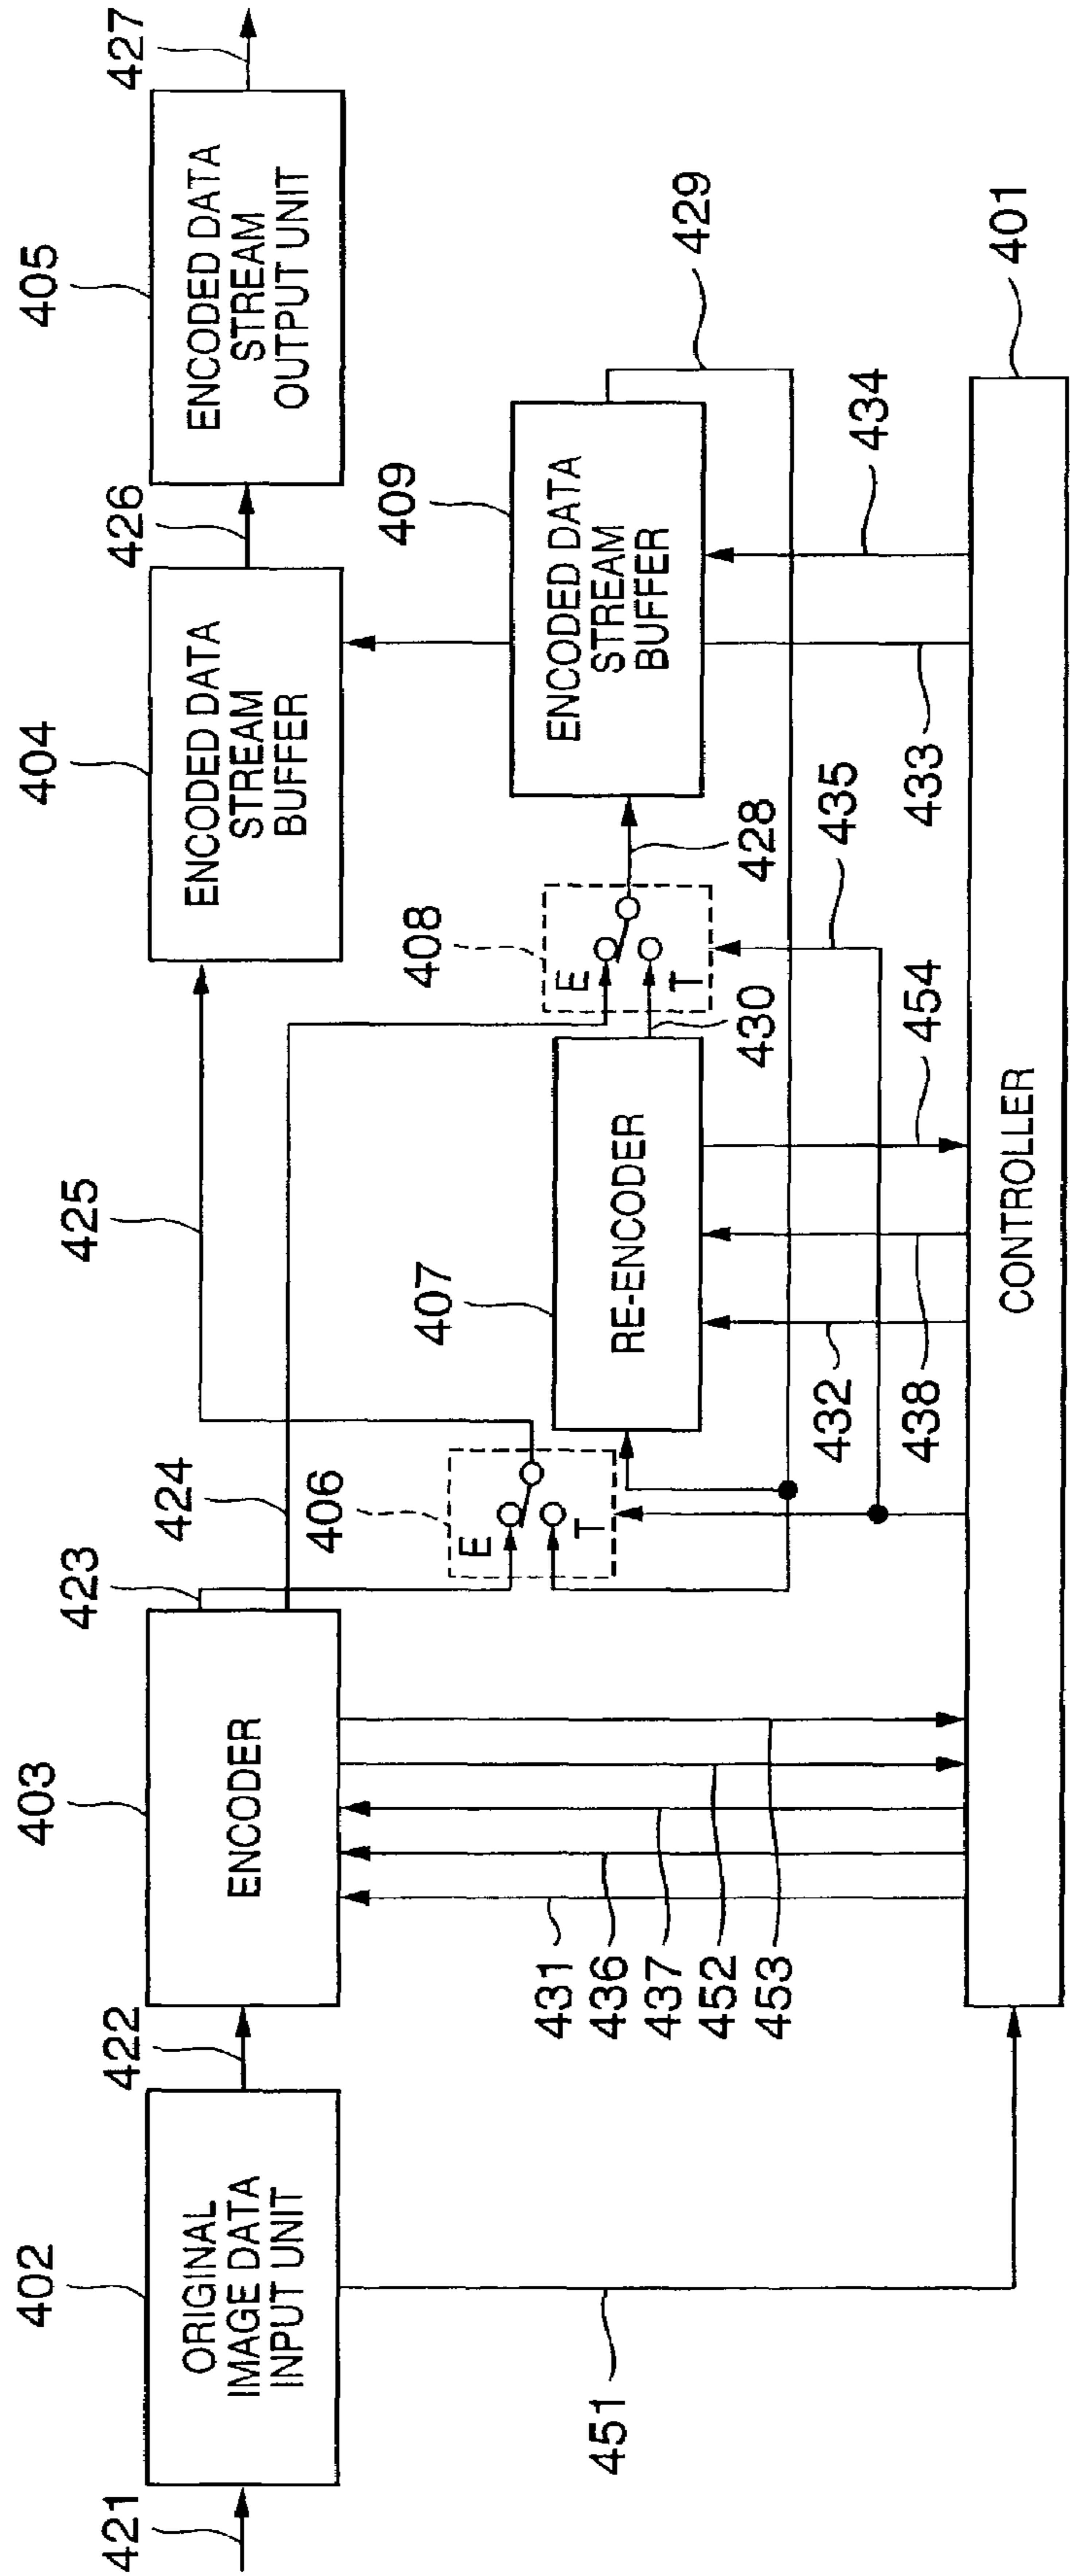 421
402
ORIGINAL
IMAGE DATA
INPUT UNIT
422
403
ENCODER
423
424
425
404
ENCODED DATA
STREAM
BUFFER
426
405
ENCODED DATA
STREAM
OUTPUT UNIT
427
406
E
T
407
RE-ENCODER
430
408
E
T
428
409
ENCODED DATA
STREAM
BUFFER
429
451
431
436
437
452
453
432
438
454
435
433
434
CONTROLLER
401